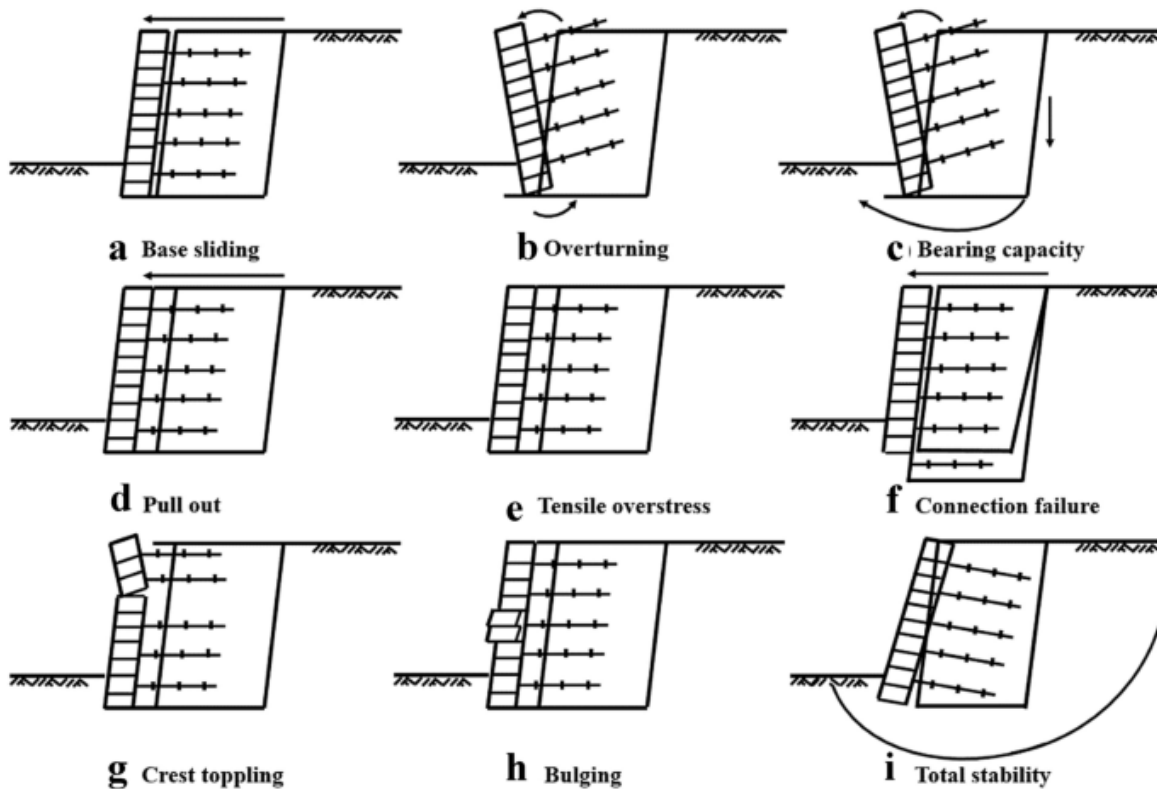 a Base sliding
b Overturning
c Bearing capacity
d Pull out
e Tensile overstress
f Connection failure
g Crest toppling
h Bulging
i Total stability